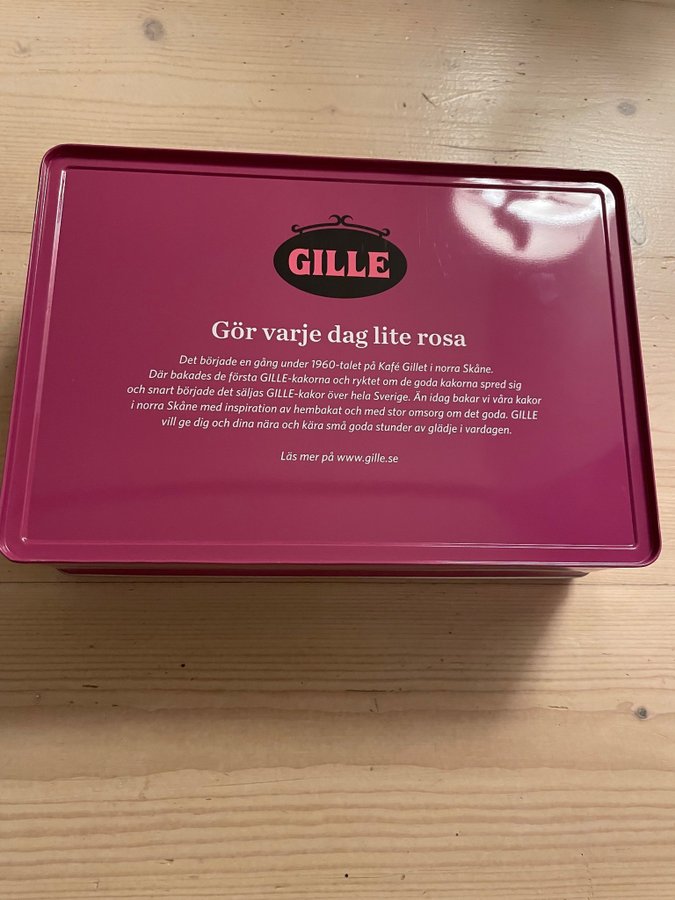 GILLE
Gör varje dag lite rosa
Det började en gång under 1960-talet på Kafé Gillet i norra Skåne.
Där bakades de första GILLE-kakorna och ryktet om de goda kakorna spred sig
och snart började det säljas GILLE-kakor över hela Sverige. Än idag bakar vi våra kakor
i norra Skåne med inspiration av hembakat och med stor omsorg om det goda. GILLE
vill ge dig och dina nära och kära små goda stunder av glädje i vardagen.
Läs mer på www.gille.se